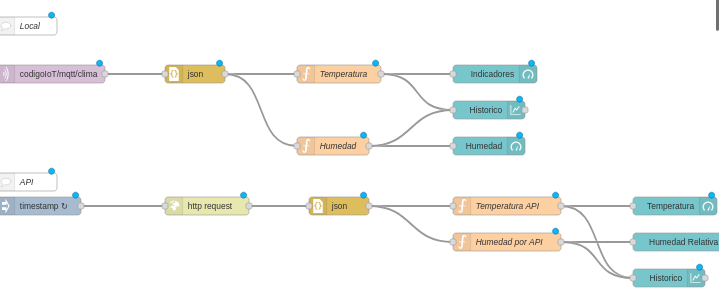 Local
codigoIoT/mqtt/clima
json
Temperatura
Indicadores
Historico
Humedad
Humedad
API
timestamp ↻
http request
json
Temperatura API
Temperatura
Humedad por API
Humedad Relativa
Historico